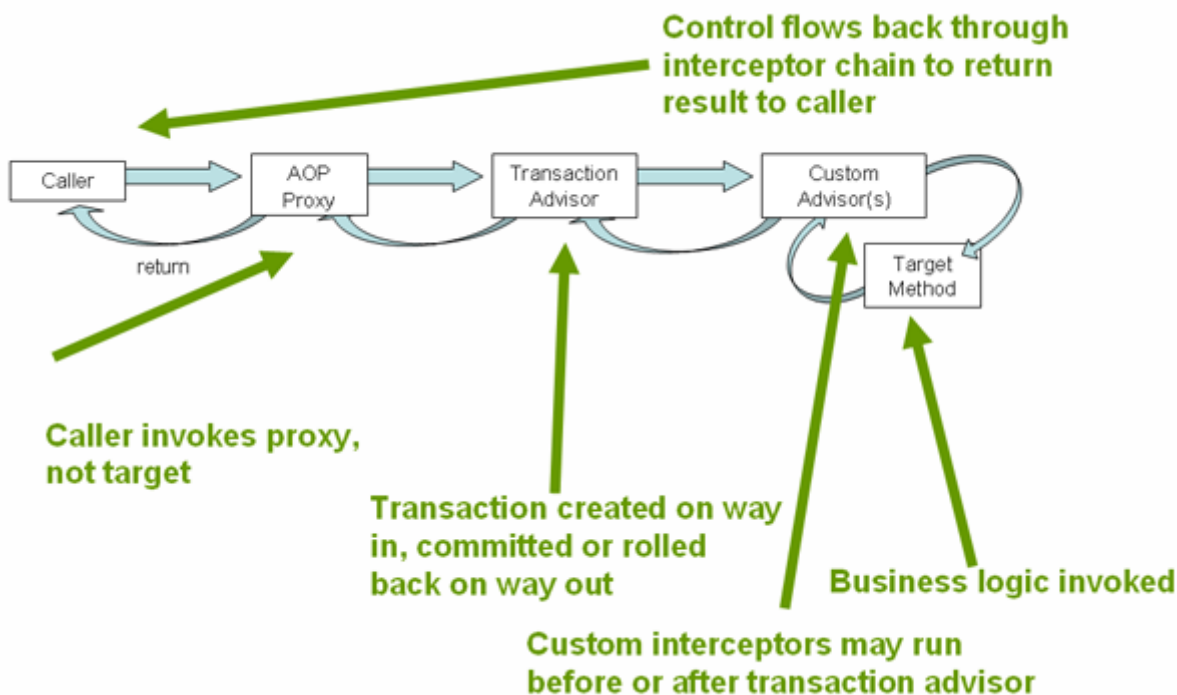 Control flows back through
interceptor chain to return
result to caller
Caller
AOP
Proxy
Transaction
Advisor
Custom
Advisor(s)
return
Target
Method
Caller invokes proxy,
not target
Transaction created on way
in, committed or rolled
back on way out
Business logic invoked
Custom interceptors may run
before or after transaction advisor